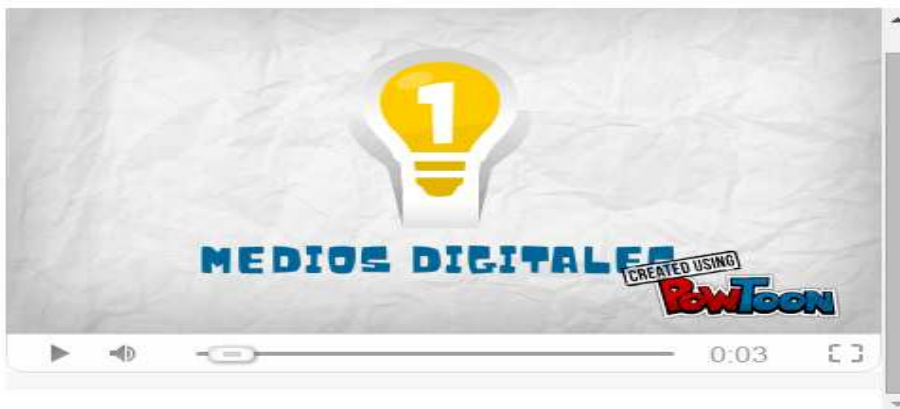 1
MEDIOS DIGITALES
CREATED USING
POWTOON
0:03